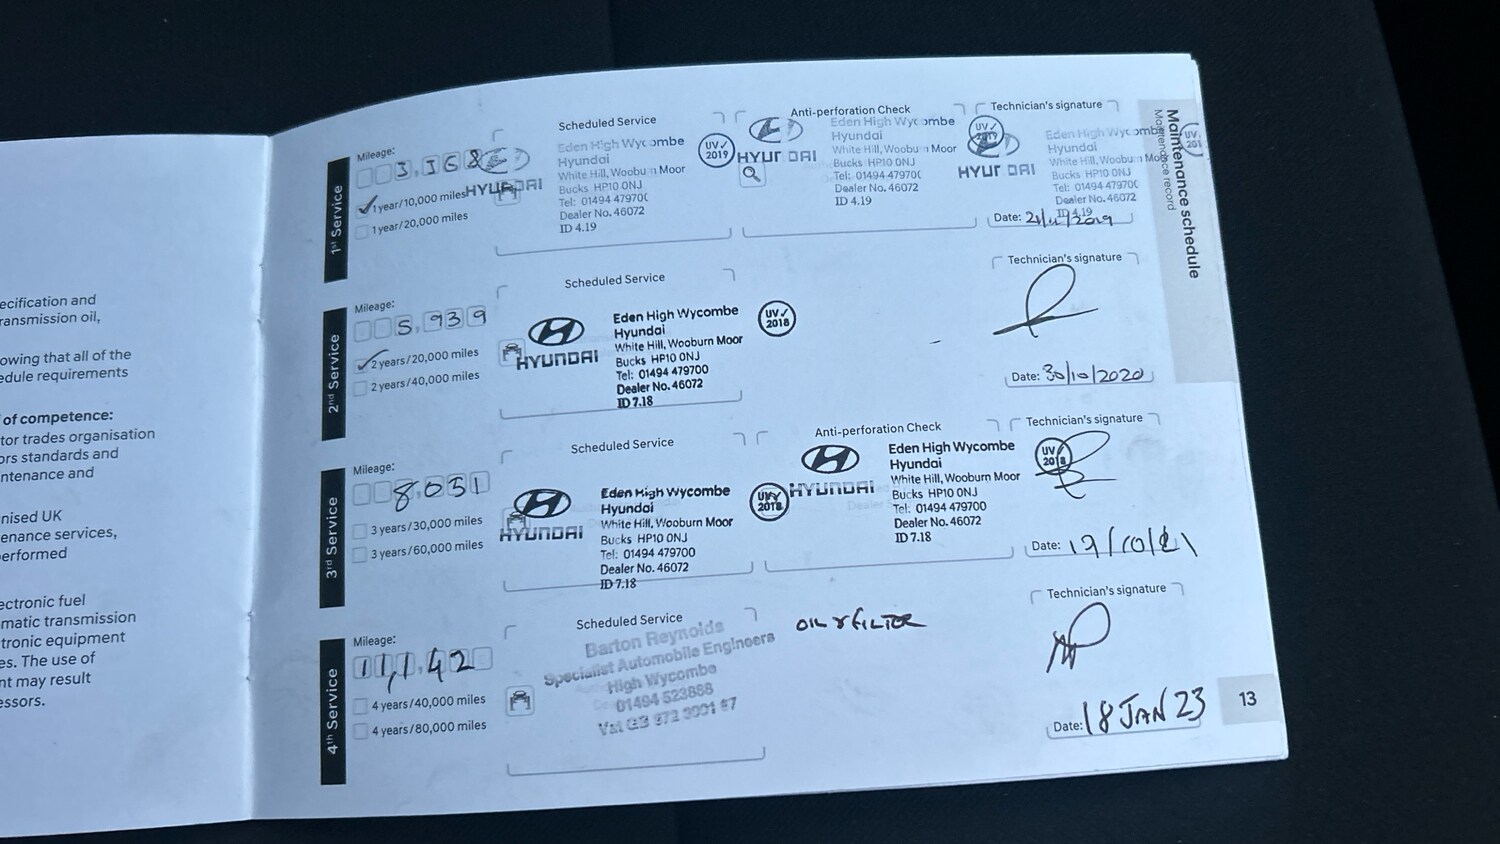 ecification and
ransmission oil,
owing that all of the
edule requirements
of competence:
tor trades organisation
ors standards and
ntenance and
nised UK
enance services,
performed
ectronic fuel
matic transmission
tronic equipment
es. The use of
nt may result
essors.
Maintenance schedule
Maintenance record
1st Service
Mileage:
3,368
1 year/10,000 miles
1 year/20,000 miles
Scheduled Service
HYUNDAI
Eden High Wycombe
Hyundai
White Hill, Wooburn Moor
Bucks HP10 0NJ
Tel: 01494 47970
Dealer No. 46072
ID 4.19
UV
2019
Anti-perforation Check
HYUNDAI
Eden High Wycombe
Hyundai
White Hill, Wooburn Moor
Bucks HP10 0NJ
Tel: 01494 47970
Dealer No. 46072
ID 4.19
UV
2019
Technician's signature
HYUNDAI
Eden High Wycombe
Hyundai
White Hill, Wooburn Moor
Bucks HP10 0NJ
Tel: 01494 47970
Dealer No. 46072
ID 4.19
UV
201
Date: 2019
2nd Service
Mileage:
5,939
2 years/20,000 miles
2 years/40,000 miles
Scheduled Service
HYUNDAI
Eden High Wycombe
Hyundai
White Hill, Wooburn Moor
Bucks HP10 0NJ
Tel: 01494 479700
Dealer No. 46072
ID 7.18
UV
2018
Technician's signature
Date: 30/10/2020
3rd Service
Mileage:
8,051
3 years/30,000 miles
3 years/60,000 miles
Scheduled Service
HYUNDAI
Eden High Wycombe
Hyundai
White Hill, Wooburn Moor
Bucks HP10 0NJ
Tel: 01494 479700
Dealer No. 46072
ID 7.18
UV
2018
Anti-perforation Check
HYUNDAI
Eden High Wycombe
Hyundai
White Hill, Wooburn Moor
Bucks HP10 0NJ
Tel: 01494 479700
Dealer No. 46072
ID 7.18
UV
2018
Technician's signature
Date: 19/10/21
4th Service
Mileage:
11,142
4 years/40,000 miles
4 years/80,000 miles
Scheduled Service
Barton Reynolds
Specialist Automobile Engineers
High Wycombe
01494 523888
OIL & FILTER
Technician's signature
Date: 18 JAN 23
13